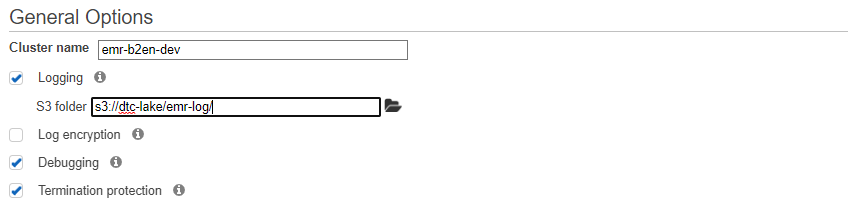 General Options
Cluster name emr-b2en-dev
Logging
S3 folder s3://dtc-lake/emr-log/
Log encryption
Debugging
Termination protection